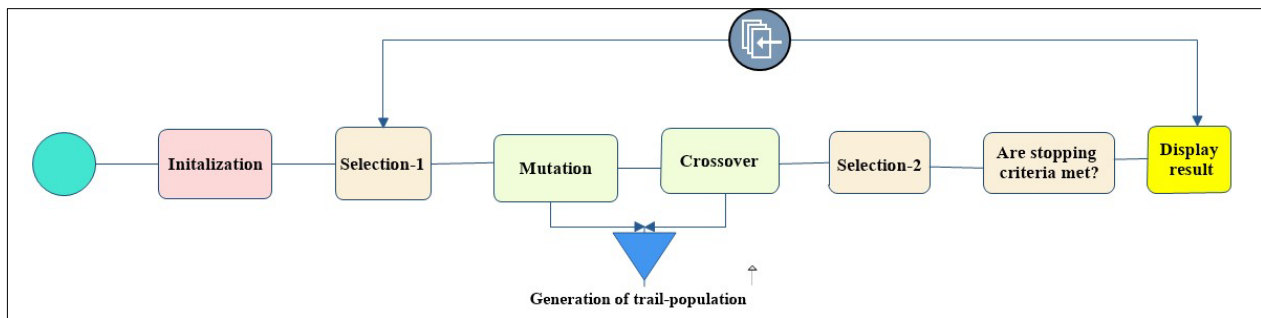 Initalization
Selection-1
Mutation
Crossover
Selection-2
Are stopping
criteria met?
Display
result
Generation of trail-population